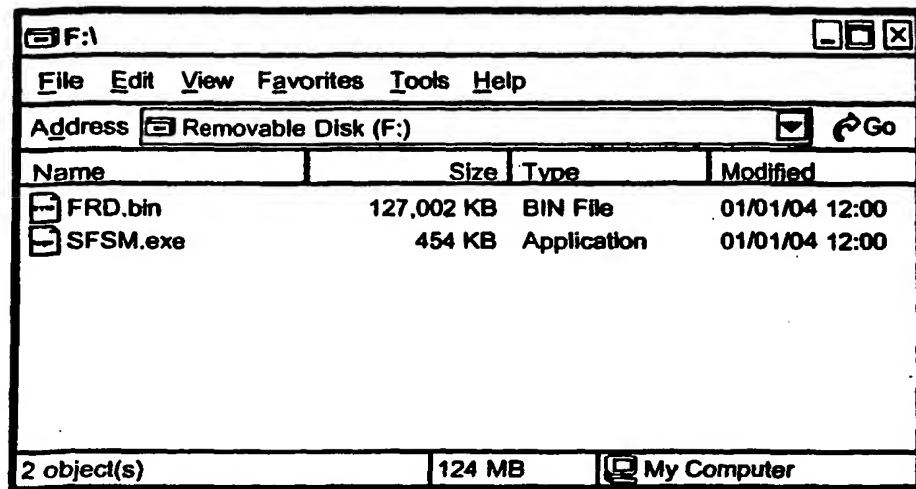 F:\
File Edit View Favorites Tools Help
Address Removable Disk (F:) Go
Name Size Type Modified
FRD.bin 127,002 KB BIN File 01/01/04 12:00
SFSM.exe 454 KB Application 01/01/04 12:00
2 object(s) 124 MB My Computer